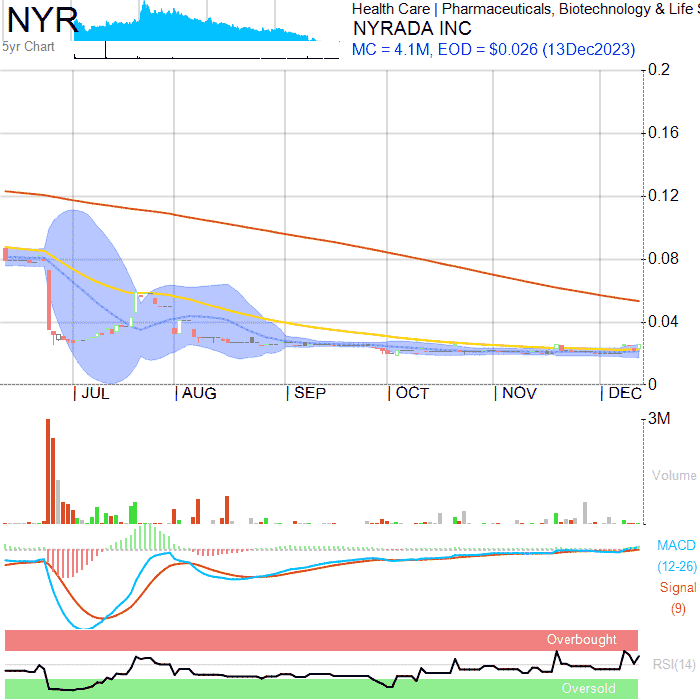 NYR
Health Care | Pharmaceuticals, Biotechnology & Life S
NYRADA INC
5yr Chart
MC = 4.1M, EOD = $0.026 (13Dec2023)
0.2
0.16
0.12
0.08
0.04
0
| JUL | AUG | SEP | OCT | NOV | DEC
3M
Volume
MACD
(12-26)
Signal
(9)
Overbought
RSI(14)
Oversold